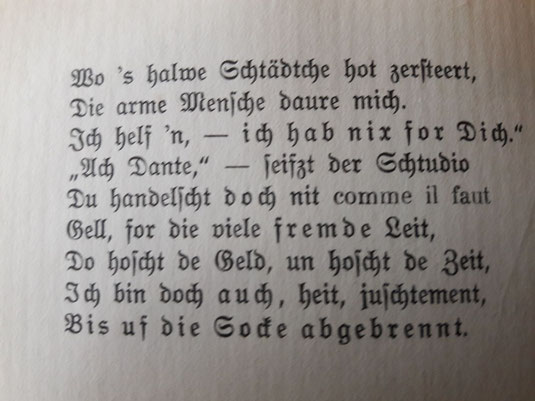 Wo 's halwe Schtädtche hot zerſteert,
Die arme Menſche daure mich.
Ich helf 'n, — ich hab nix for Dich.“
„Ach Dante,“ — ſeifzt der Schtudio
Du handelſcht doch nit comme il faut
Gell, for die viele fremde Leit,
Do hoſcht de Geld, un hoſcht de Zeit,
Ich bin doch auch, heit, juſchtement,
Bis uf die Socke abgebrennt.